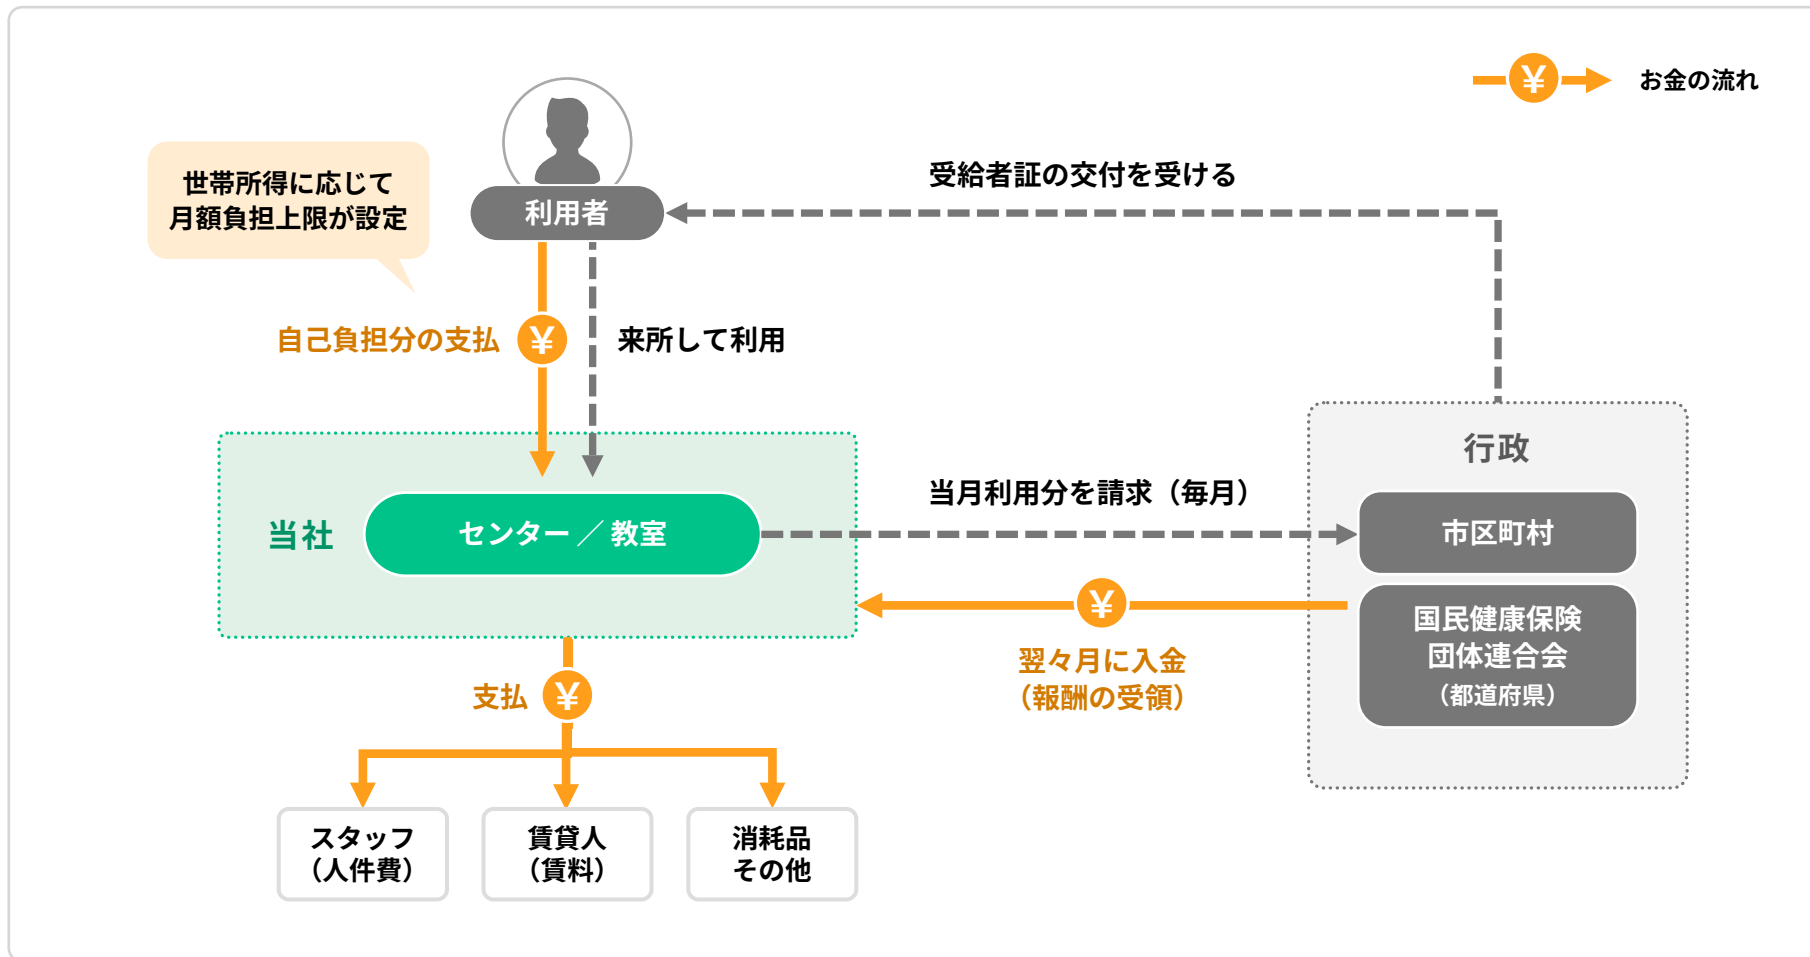 ¥
お金の流れ
世帯所得に応じて
月額負担上限が設定
利用者
受給者証の交付を受ける
自己負担分の支払
¥
来所して利用
行政
当月利用分を請求（毎月）
当社
センター ／ 教室
市区町村
¥
国民健康保険
団体連合会
（都道府県）
翌々月に入金
（報酬の受領）
支払
¥
スタッフ
（人件費）
賃貸人
（賃料）
消耗品
その他